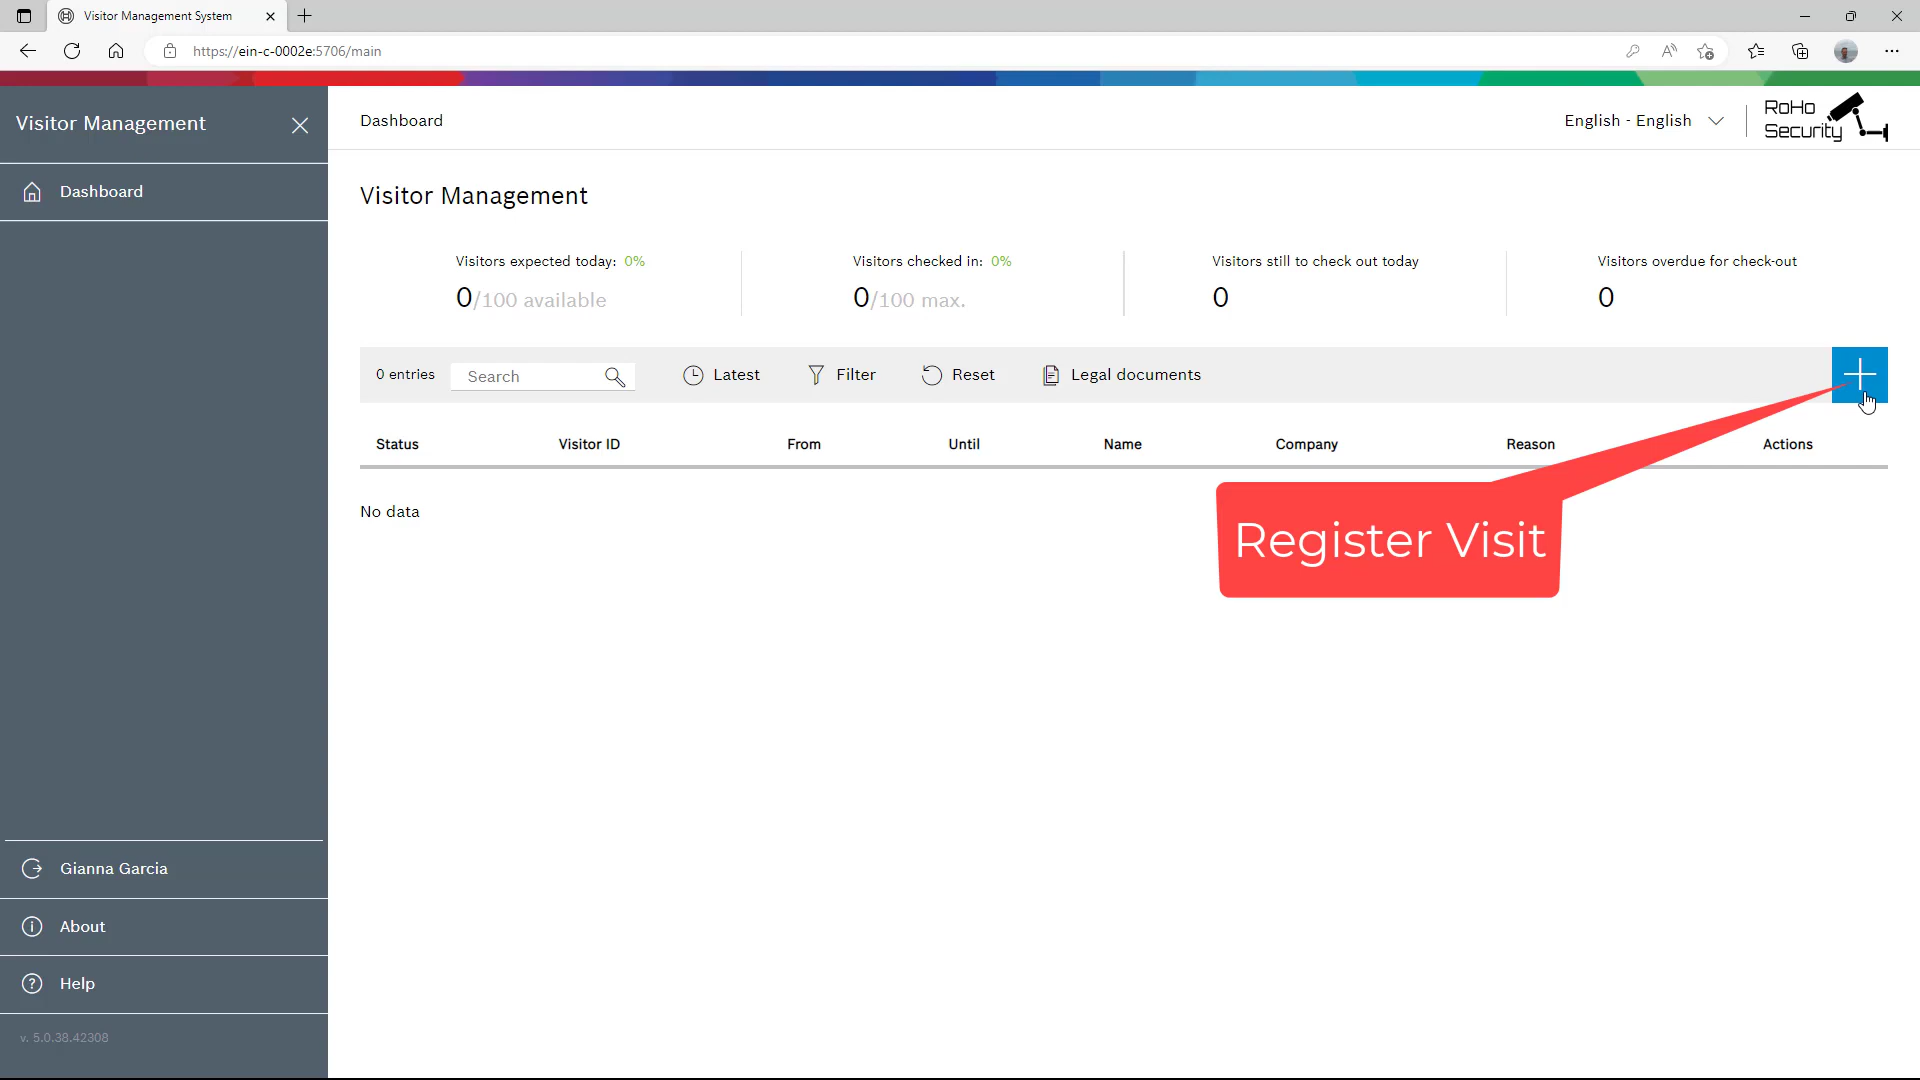 Visitor Management System
https://ein-c-0002e:5706/main
Visitor Management
Dashboard
English - English
RoHo
Security
Dashboard
Visitor Management
Visitors expected today: 0%
0/100 available
Visitors checked in: 0%
0/100 max.
Visitors still to check out today
0
Visitors overdue for check-out
0
0 entries
Search
Latest
Filter
Reset
Legal documents
Status Visitor ID From Until Name Company Reason Actions
No data
Register Visit
Gianna Garcia
About
Help
v. 5.0.38.42308